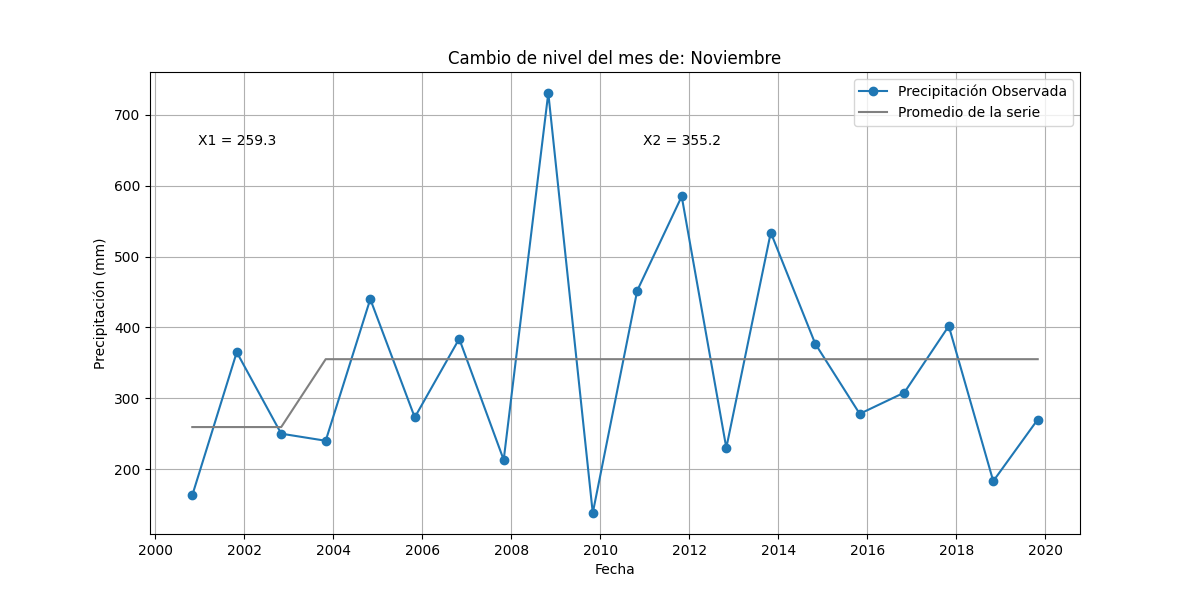 Cambio de nivel del mes de: Noviembre
Precipitación Observada
Promedio de la serie
X1 = 259.3
X2 = 355.2
Precipitación (mm)
700
600
500
400
300
200
2000 2002 2004 2006 2008 2010 2012 2014 2016 2018 2020
Fecha